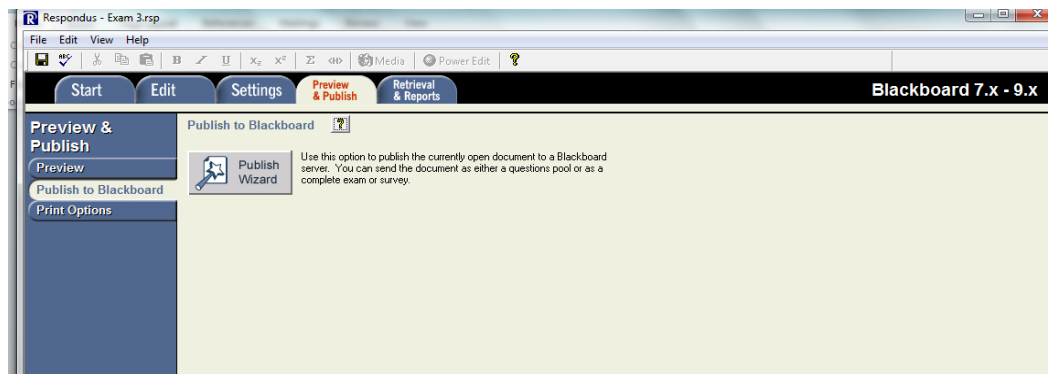 Respondus - Exam 3.rsp
File Edit View Help
ABC B I U X₂ X² Σ Media Power Edit ?
Start Edit Settings Preview & Publish Retrieval & Reports Blackboard 7.x - 9.x
Preview & Publish
Preview
Publish to Blackboard
Print Options
Publish to Blackboard ?
Publish Wizard
Use this option to publish the currently open document to a Blackboard
server. You can send the document as either a questions pool or as a
complete exam or survey.